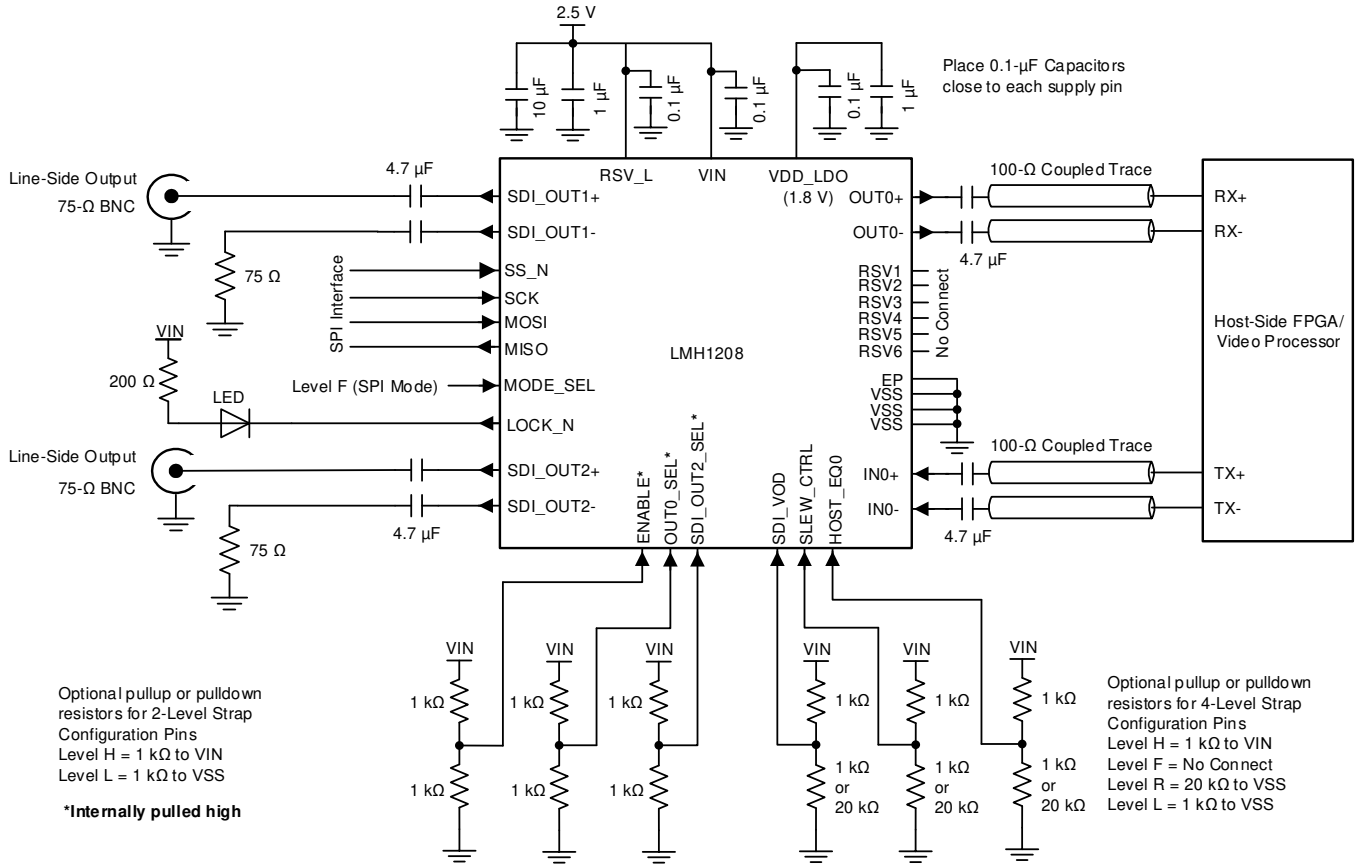 2.5 V
10 µF
1 µF
0.1 µF
0.1 µF
0.1 µF
1 µF
Place 0.1-µF Capacitors
close to each supply pin
Line-Side Output
75-Ω BNC
4.7 µF
75 Ω
SPI Interface
VIN
200 Ω
LED
Level F (SPI Mode)
Line-Side Output
75-Ω BNC
4.7 µF
75 Ω
RSV_L
VIN
VDD_LDO
(1.8 V)
SDI_OUT1+
SDI_OUT1-
SS_N
SCK
MOSI
MISO
MODE_SEL
LOCK_N
SDI_OUT2+
SDI_OUT2-
LMH1208
ENABLE*
OUT0_SEL*
SDI_OUT2_SEL*
SDI_VOD
SLEW_CTRL
HOST_EQ0
OUT0+
OUT0-
RSV1
RSV2
RSV3
RSV4
RSV5
RSV6
No Connect
EP
VSS
VSS
VSS
IN0+
IN0-
100-Ω Coupled Trace
4.7 µF
100-Ω Coupled Trace
4.7 µF
RX+
RX-
Host-Side FPGA/
Video Processor
TX+
TX-
Optional pullup or pulldown
resistors for 2-Level Strap
Configuration Pins
Level H = 1 kΩ to VIN
Level L = 1 kΩ to VSS
*Internally pulled high
VIN
1 kΩ
1 kΩ
VIN
1 kΩ
1 kΩ
VIN
1 kΩ
1 kΩ
VIN
1 kΩ
1 kΩ
or
20 kΩ
VIN
1 kΩ
1 kΩ
or
20 kΩ
VIN
1 kΩ
1 kΩ
or
20 kΩ
Optional pullup or pulldown
resistors for 4-Level Strap
Configuration Pins
Level H = 1 kΩ to VIN
Level F = No Connect
Level R = 20 kΩ to VSS
Level L = 1 kΩ to VSS